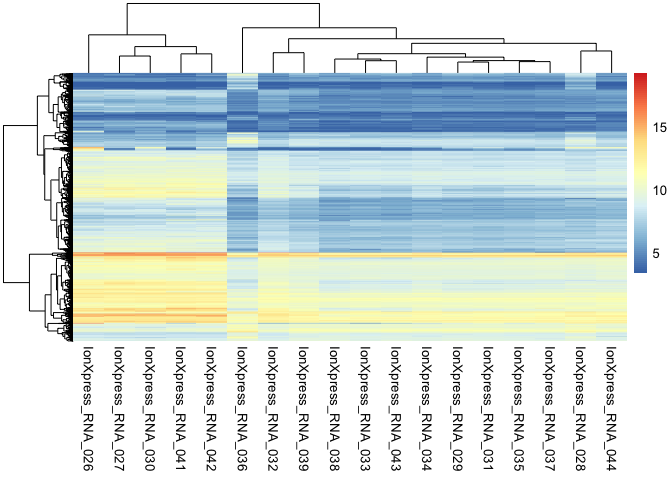 15
10
5
IonXpress_RNA_026
IonXpress_RNA_027
IonXpress_RNA_030
IonXpress_RNA_041
IonXpress_RNA_042
IonXpress_RNA_036
IonXpress_RNA_032
IonXpress_RNA_039
IonXpress_RNA_038
IonXpress_RNA_033
IonXpress_RNA_043
IonXpress_RNA_034
IonXpress_RNA_029
IonXpress_RNA_031
IonXpress_RNA_035
IonXpress_RNA_037
IonXpress_RNA_028
IonXpress_RNA_044